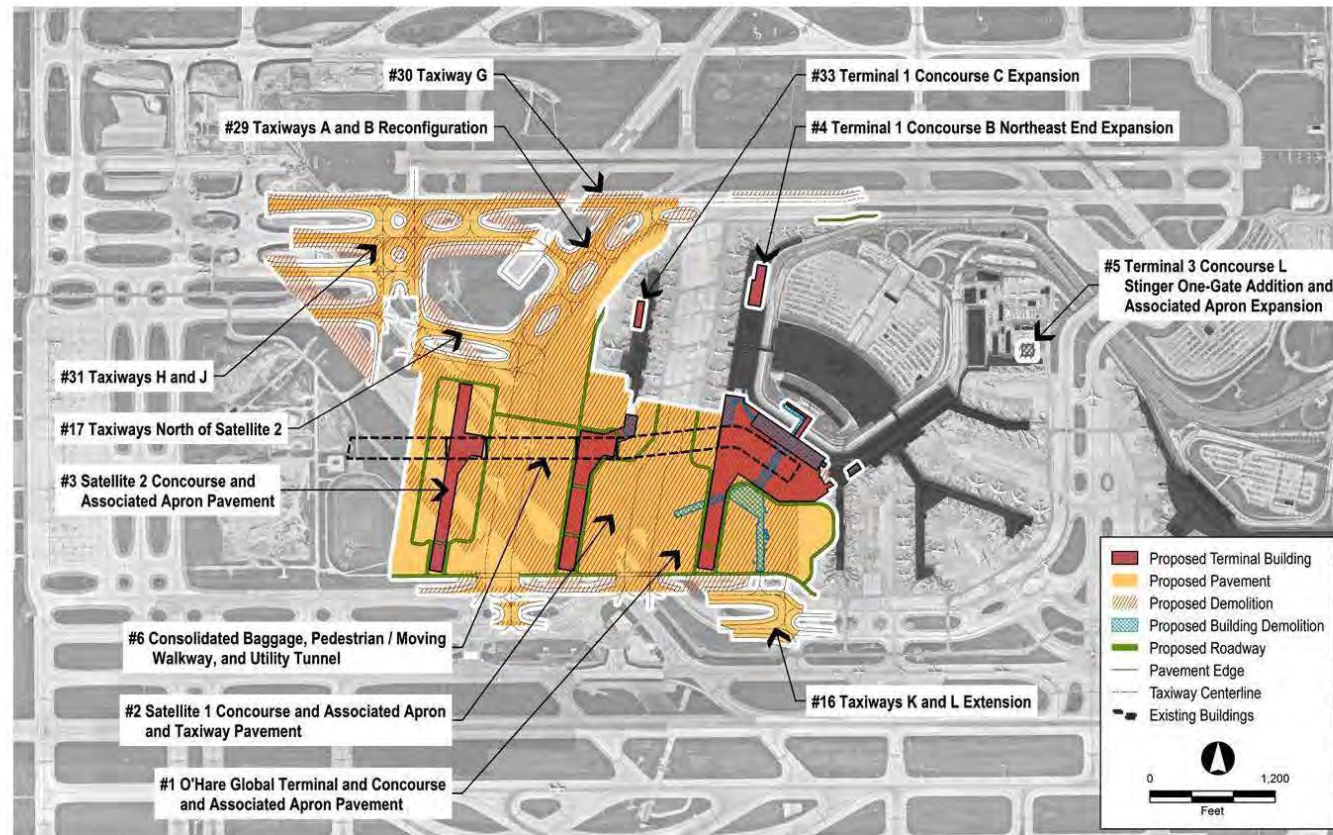 #30 Taxiway G
#33 Terminal 1 Concourse C Expansion
#29 Taxiways A and B Reconfiguration
#4 Terminal 1 Concourse B Northeast End Expansion
#5 Terminal 3 Concourse L
Stinger One-Gate Addition and
Associated Apron Expansion
#31 Taxiways H and J
#17 Taxiways North of Satellite 2
#3 Satellite 2 Concourse and
Associated Apron Pavement
#6 Consolidated Baggage, Pedestrian / Moving
Walkway, and Utility Tunnel
#2 Satellite 1 Concourse and Associated Apron
and Taxiway Pavement
#16 Taxiways K and L Extension
#1 O'Hare Global Terminal and Concourse
and Associated Apron Pavement
Proposed Terminal Building
Proposed Pavement
Proposed Demolition
Proposed Building Demolition
Proposed Roadway
Pavement Edge
Taxiway Centerline
Existing Buildings
0 1,200
Feet